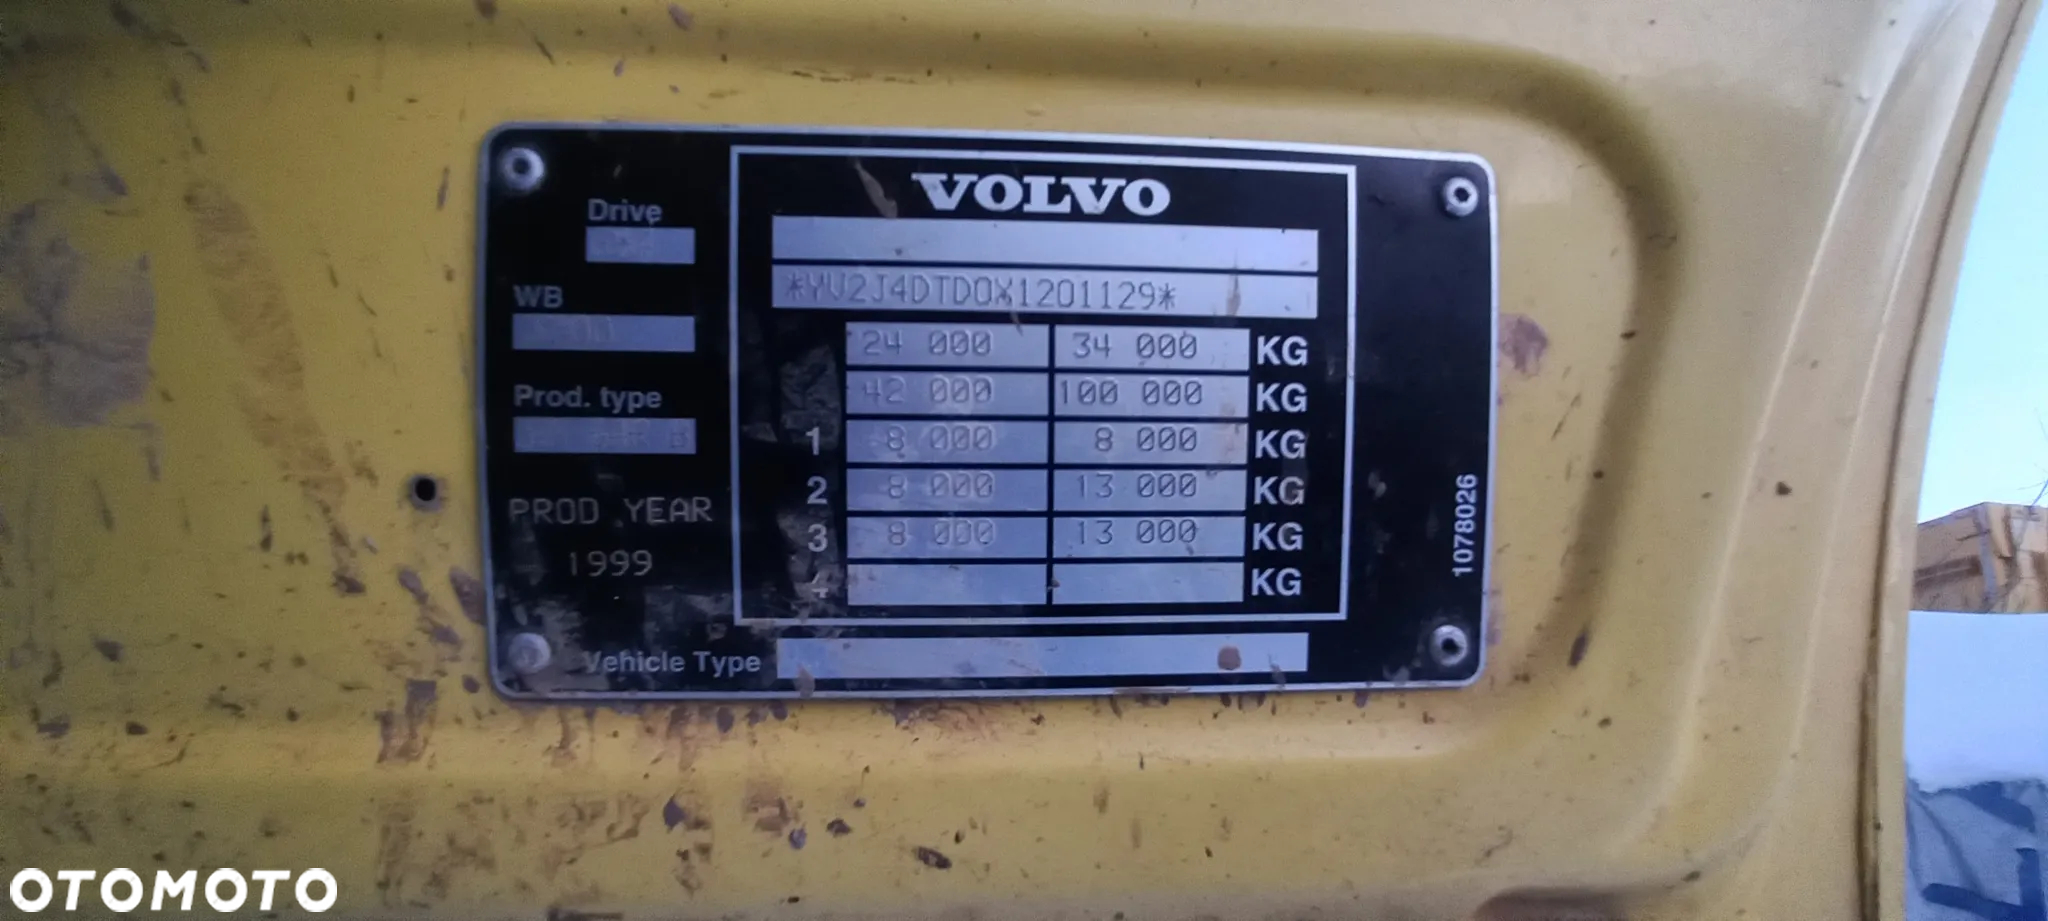 VOLVO
Drive
*YV2J4DTD0X1201129*
WB
24 000 34 000 KG
42 000 100 000 KG
Prod. type
1 8 000 8 000 KG
2 8 000 13 000 KG
3 8 000 13 000 KG
4 KG
PROD YEAR
1999
Vehicle Type
1078026
OTOMOTO